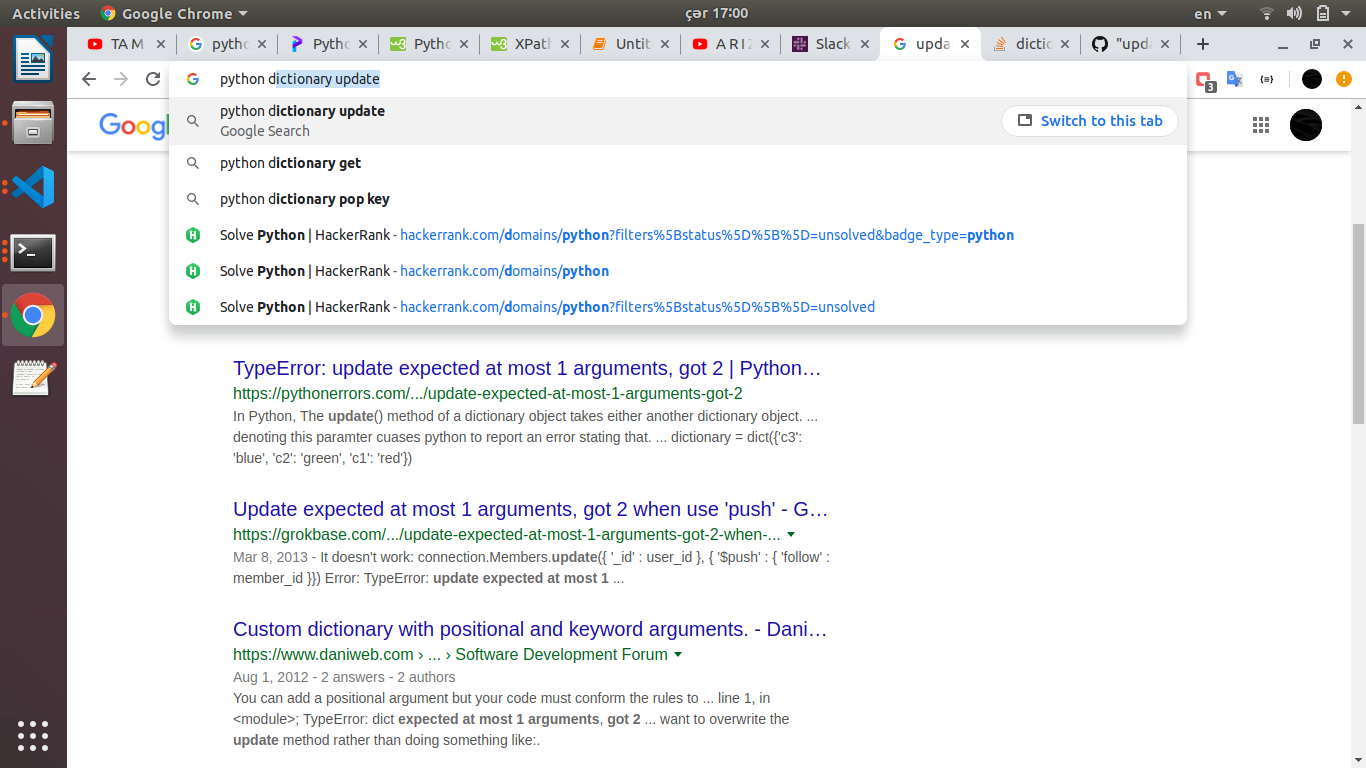 Activities
Google Chrome
çər 17:00
en
TA M
pytho
Pytho
Pytho
XPath
Untit
A R I Z
Slack
upda
dictio
"upda
python dictionary update
3
python dictionary update
Google Search
Switch to this tab
python dictionary get
python dictionary pop key
Solve Python | HackerRank - hackerrank.com/domains/python?filters%5Bstatus%5D%5B%5D=unsolved&badge_type=python
Solve Python | HackerRank - hackerrank.com/domains/python
Solve Python | HackerRank - hackerrank.com/domains/python?filters%5Bstatus%5D%5B%5D=unsolved
TypeError: update expected at most 1 arguments, got 2 | Python…
https://pythonerrors.com/.../update-expected-at-most-1-arguments-got-2
In Python, The update() method of a dictionary object takes either another dictionary object. ...
denoting this paramter cuases python to report an error stating that. ... dictionary = dict({'c3':
'blue', 'c2': 'green', 'c1': 'red'})
Update expected at most 1 arguments, got 2 when use 'push' - G…
https://grokbase.com/.../update-expected-at-most-1-arguments-got-2-when-...
Mar 8, 2013 - It doesn't work: connection.Members.update({ '_id' : user_id }, { '$push' : { 'follow' :
member_id }}) Error: TypeError: update expected at most 1 ...
Custom dictionary with positional and keyword arguments. - Dani…
https://www.daniweb.com › ... › Software Development Forum
Aug 1, 2012 - 2 answers - 2 authors
You can add a positional argument but your code must conform the rules to ... line 1, in
<module>; TypeError: dict expected at most 1 arguments, got 2 ... want to overwrite the
update method rather than doing something like:.